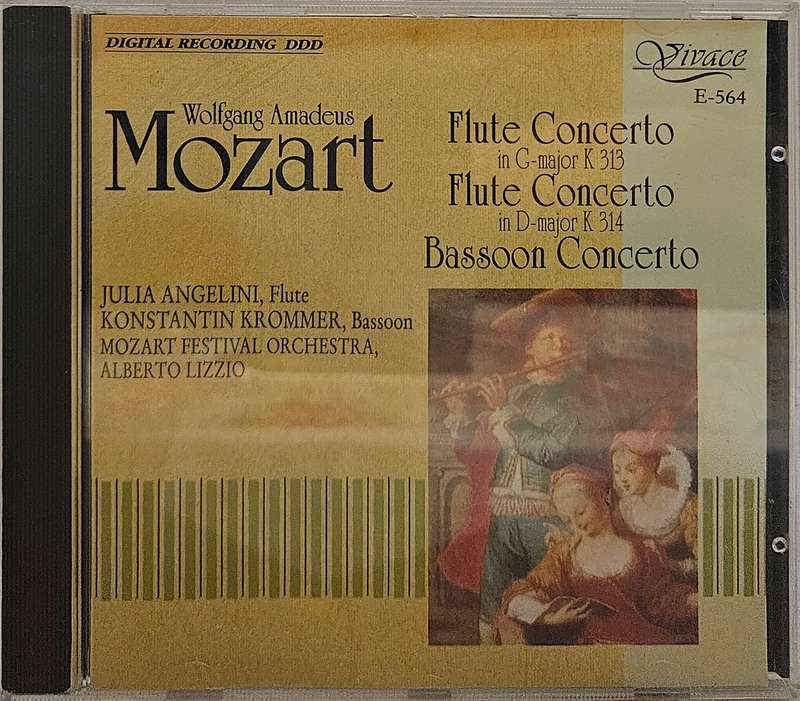 DIGITAL RECORDING DDD
Vivace
E-564
Wolfgang Amadeus
Mozart
Flute Concerto
in G-major K 313
Flute Concerto
in D-major K 314
Bassoon Concerto
JULIA ANGELINI, Flute
KONSTANTIN KROMMER, Bassoon
MOZART FESTIVAL ORCHESTRA,
ALBERTO LIZZIO